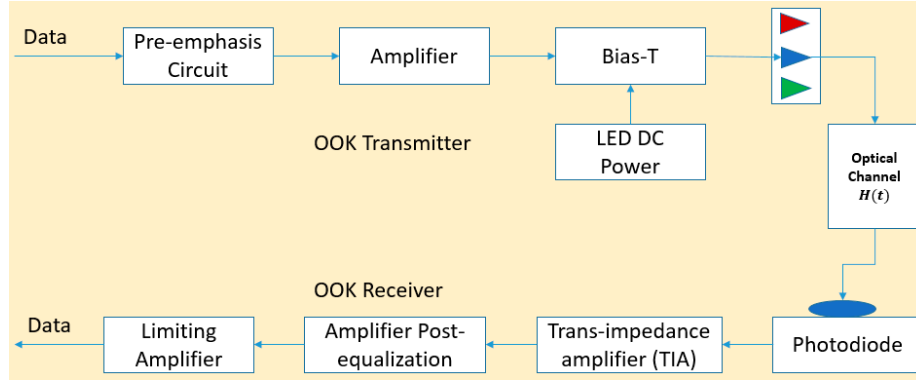 Data
Pre-emphasis
Circuit
Amplifier
Bias-T
OOK Transmitter
LED DC
Power
Optical
Channel
H(t)
OOK Receiver
Data
Limiting
Amplifier
Amplifier Post-
equalization
Trans-impedance
amplifier (TIA)
Photodiode